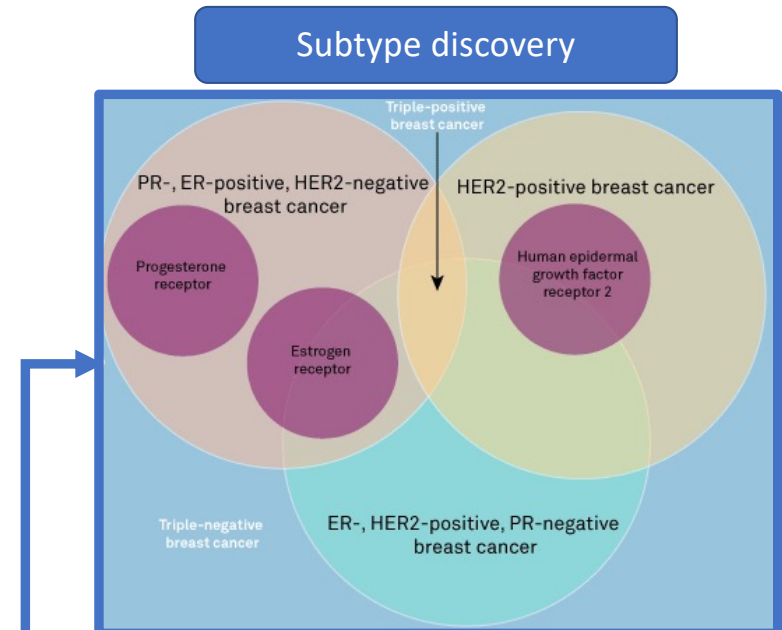 Subtype discovery
Triple-positive
breast cancer
PR-, ER-positive, HER2-negative
breast cancer
HER2-positive breast cancer
Progesterone
receptor
Human epidermal
growth factor
receptor 2
Estrogen
receptor
Triple-negative
breast cancer
ER-, HER2-positive, PR-negative
breast cancer